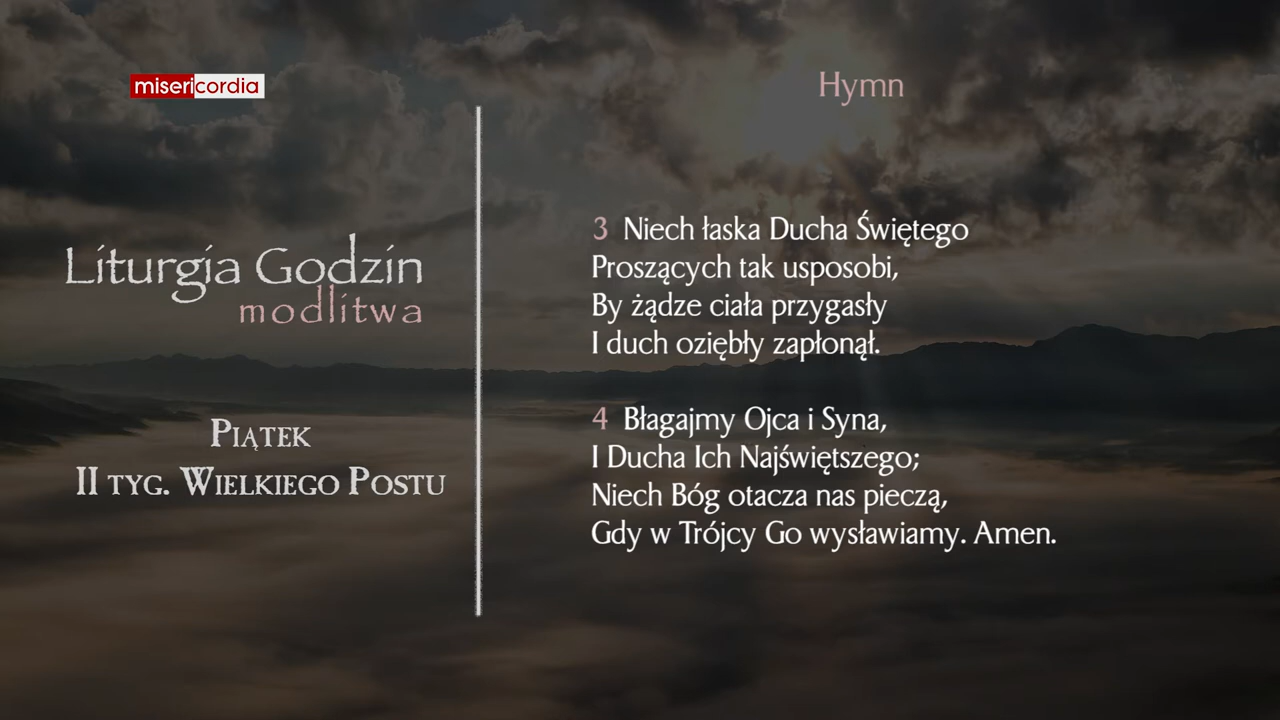 misericordia
Liturgia Godzin
modlitwa
Piątek
II tyg. Wielkiego Postu
Hymn
3 Niech łaska Ducha Świętego
Proszących tak usposobi,
By żądze ciała przygasły
I duch oziębły zapłonął.
4 Błagajmy Ojca i Syna,
I Ducha Ich Najświętszego;
Niech Bóg otacza nas pieczą,
Gdy w Trójcy Go wysławiamy. Amen.